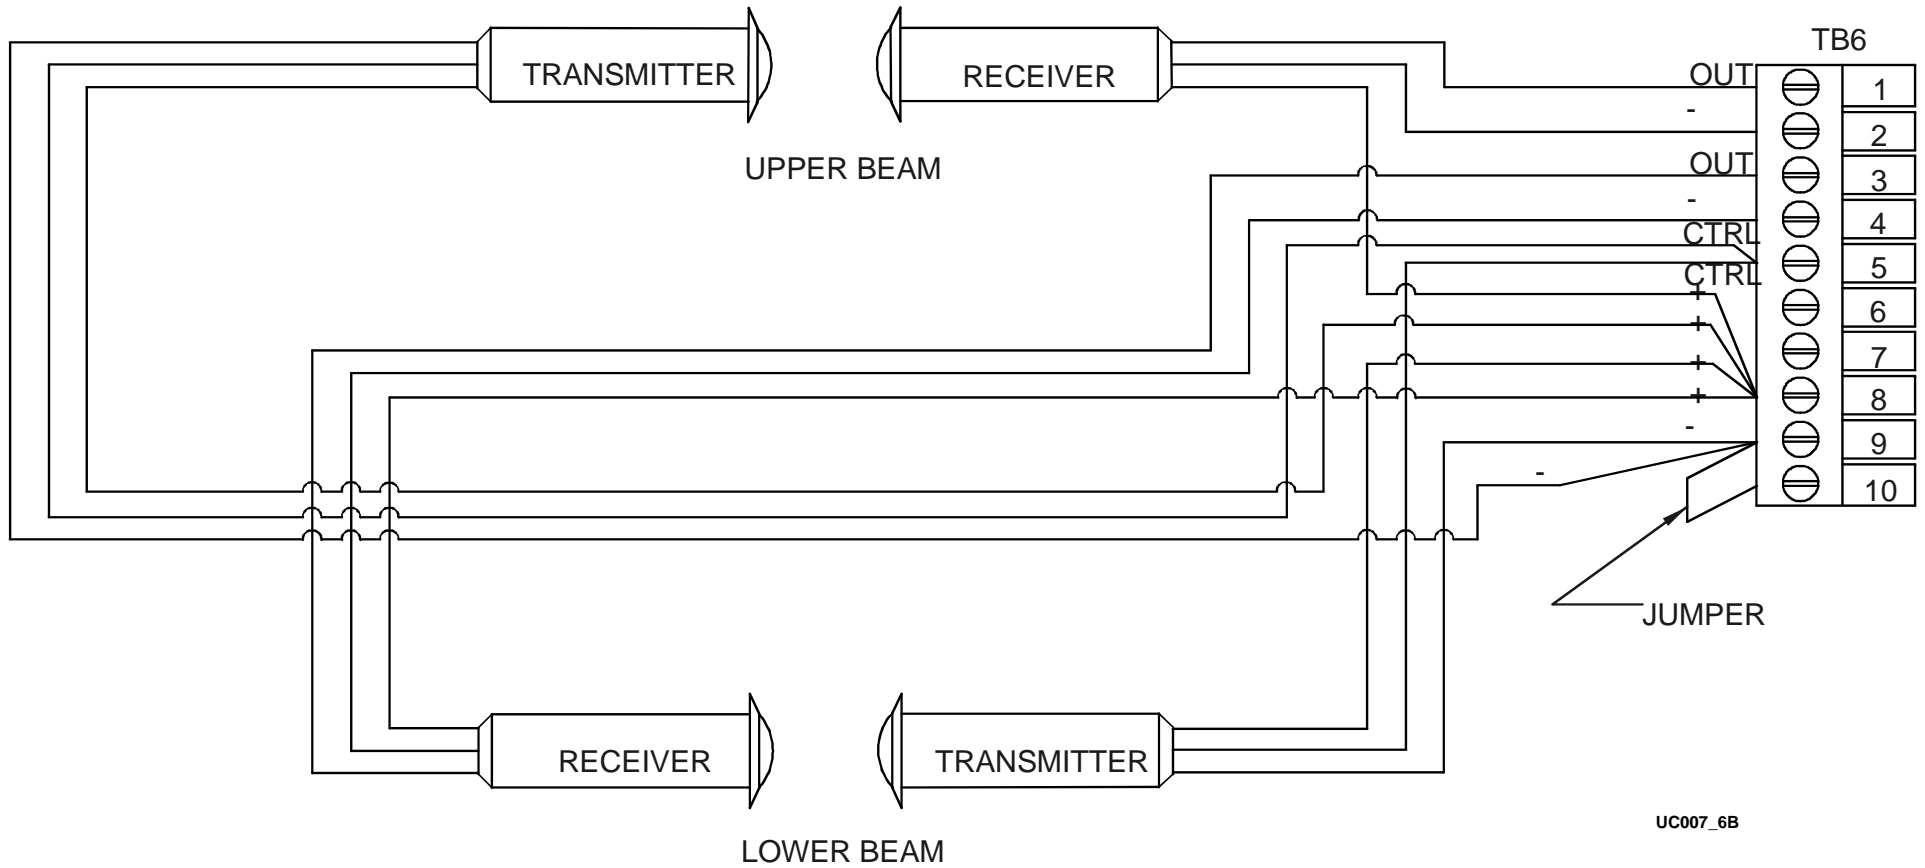 TB6
TRANSMITTER
RECEIVER
OUT
1
-
2
UPPER BEAM
OUT
3
-
4
CTRL
5
CTRL
+
6
+
7
+
8
+
-
9
-
10
JUMPER
RECEIVER
TRANSMITTER
UC007_6B
LOWER BEAM